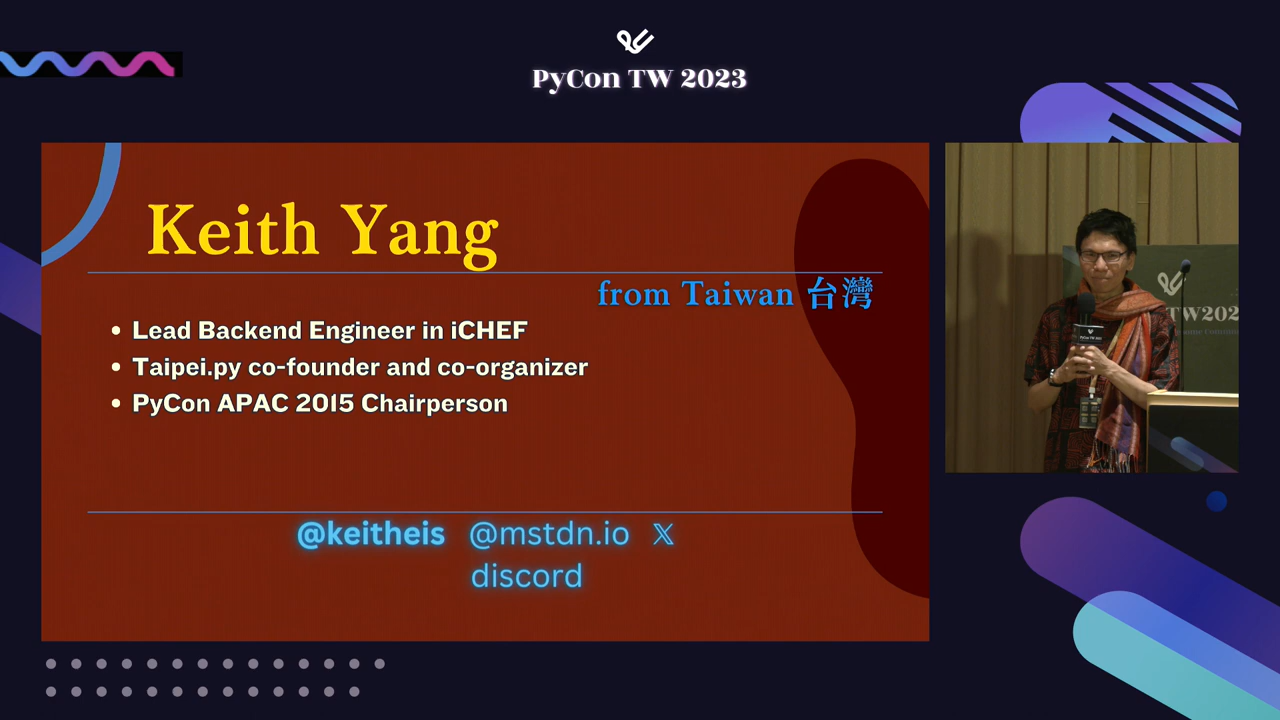 PyCon TW 2023
Keith Yang
from Taiwan 台灣
Lead Backend Engineer in iCHEF
Taipei.py co-founder and co-organizer
PyCon APAC 2015 Chairperson
@keitheis @mstdn.io 𝕏
discord
TW202